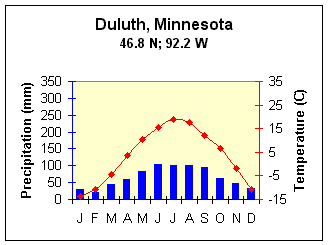 Duluth, Minnesota
46.8 N; 92.2 W
Precipitation (mm)
350
300
250
200
150
100
50
0
35
25
15
5
-5
-15
Temperature (C)
J F M A M J J A S O N D